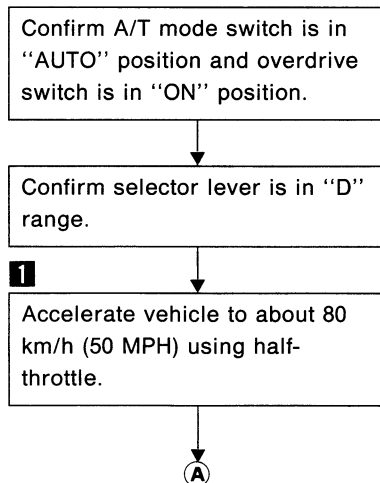 Confirm A/T mode switch is in
“AUTO” position and overdrive
switch is in “ON” position.
Confirm selector lever is in “D”
range.
1
Accelerate vehicle to about 80
km/h (50 MPH) using half-
throttle.
A